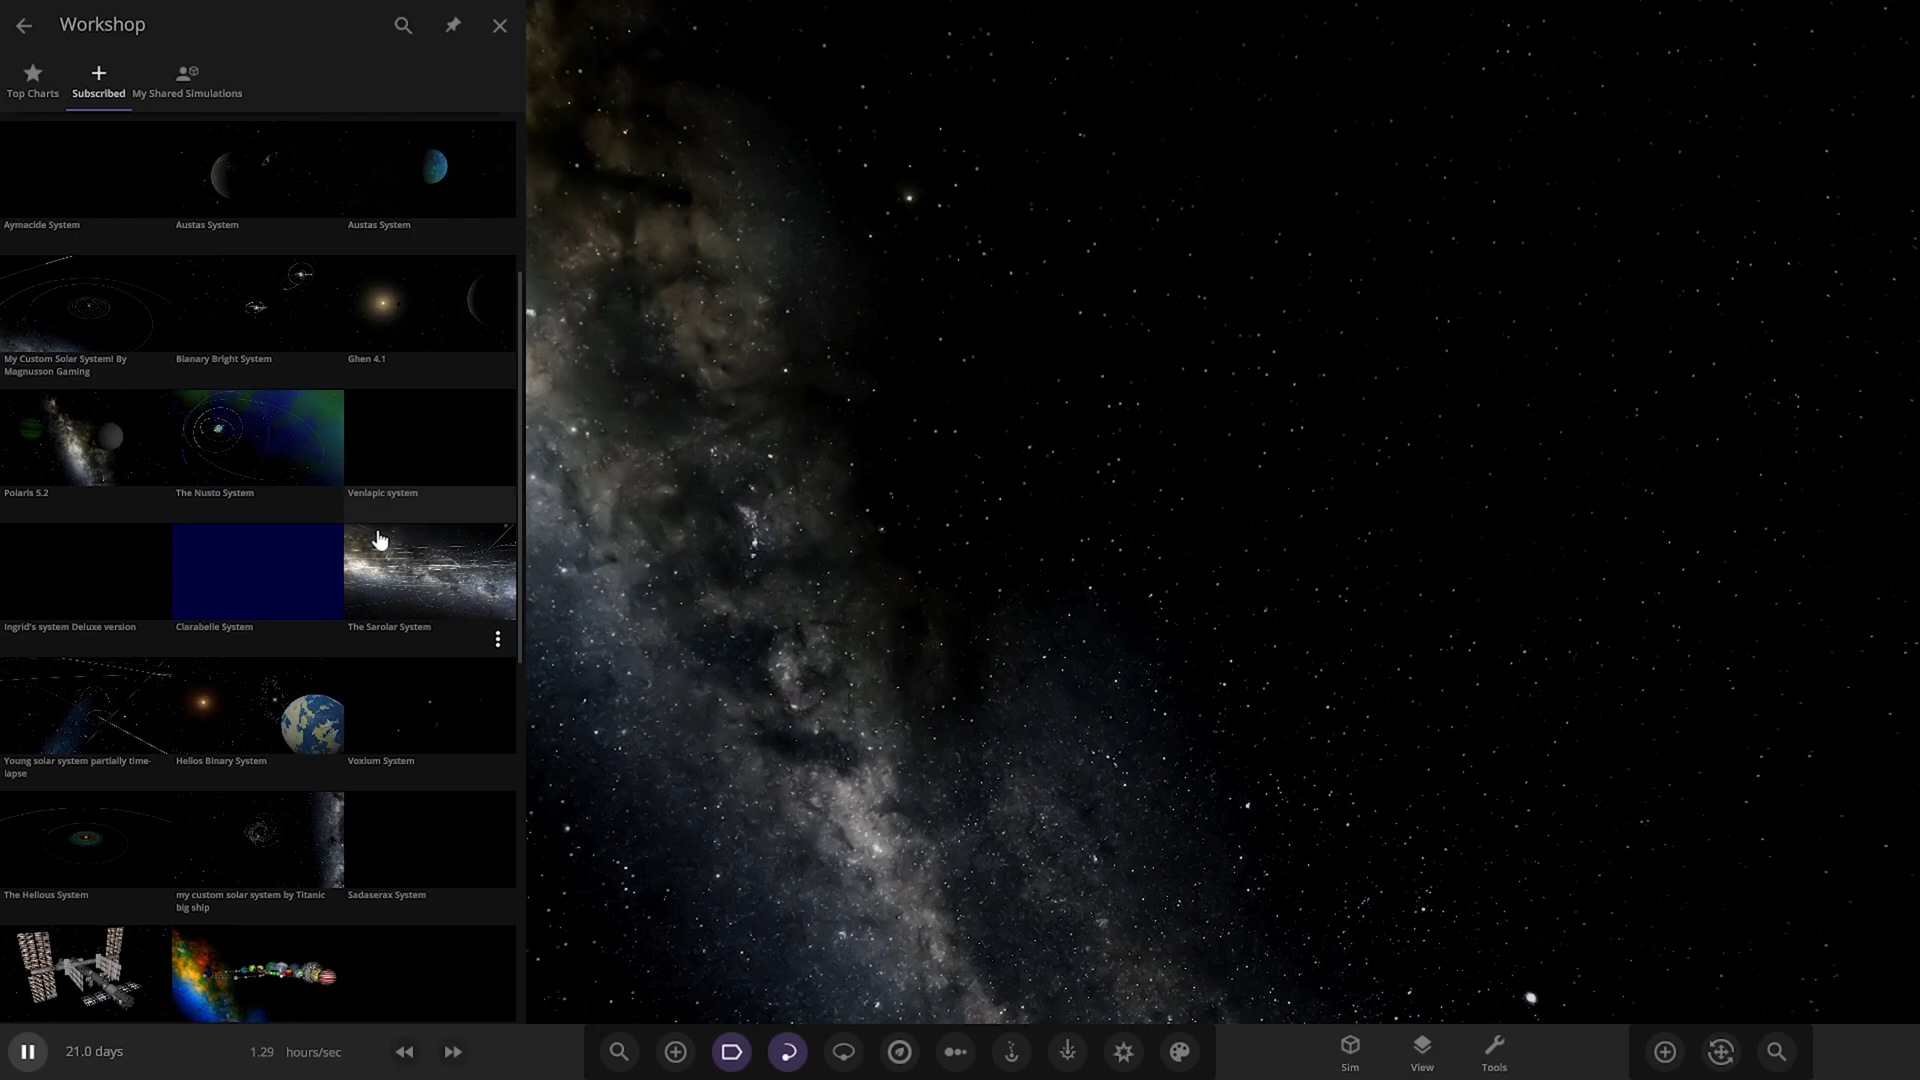 Workshop
Top Charts
Subscribed
My Shared Simulations
Aymacide System
Austas System
Austas System
My Custom Solar System! By
Magnusson Gaming
Bianary Bright System
Ghen 4.1
Polaris 5.2
The Nusto System
Venlapic system
Ingrid's system Deluxe version
Clarabelle System
The Sarolar System
Young solar system partially time-
lapse
Helios Binary System
Voxium System
The Helious System
my custom solar system by Titanic
big ship
Sadaserax System
21.0 days
1.29 hours/sec
Sim
View
Tools